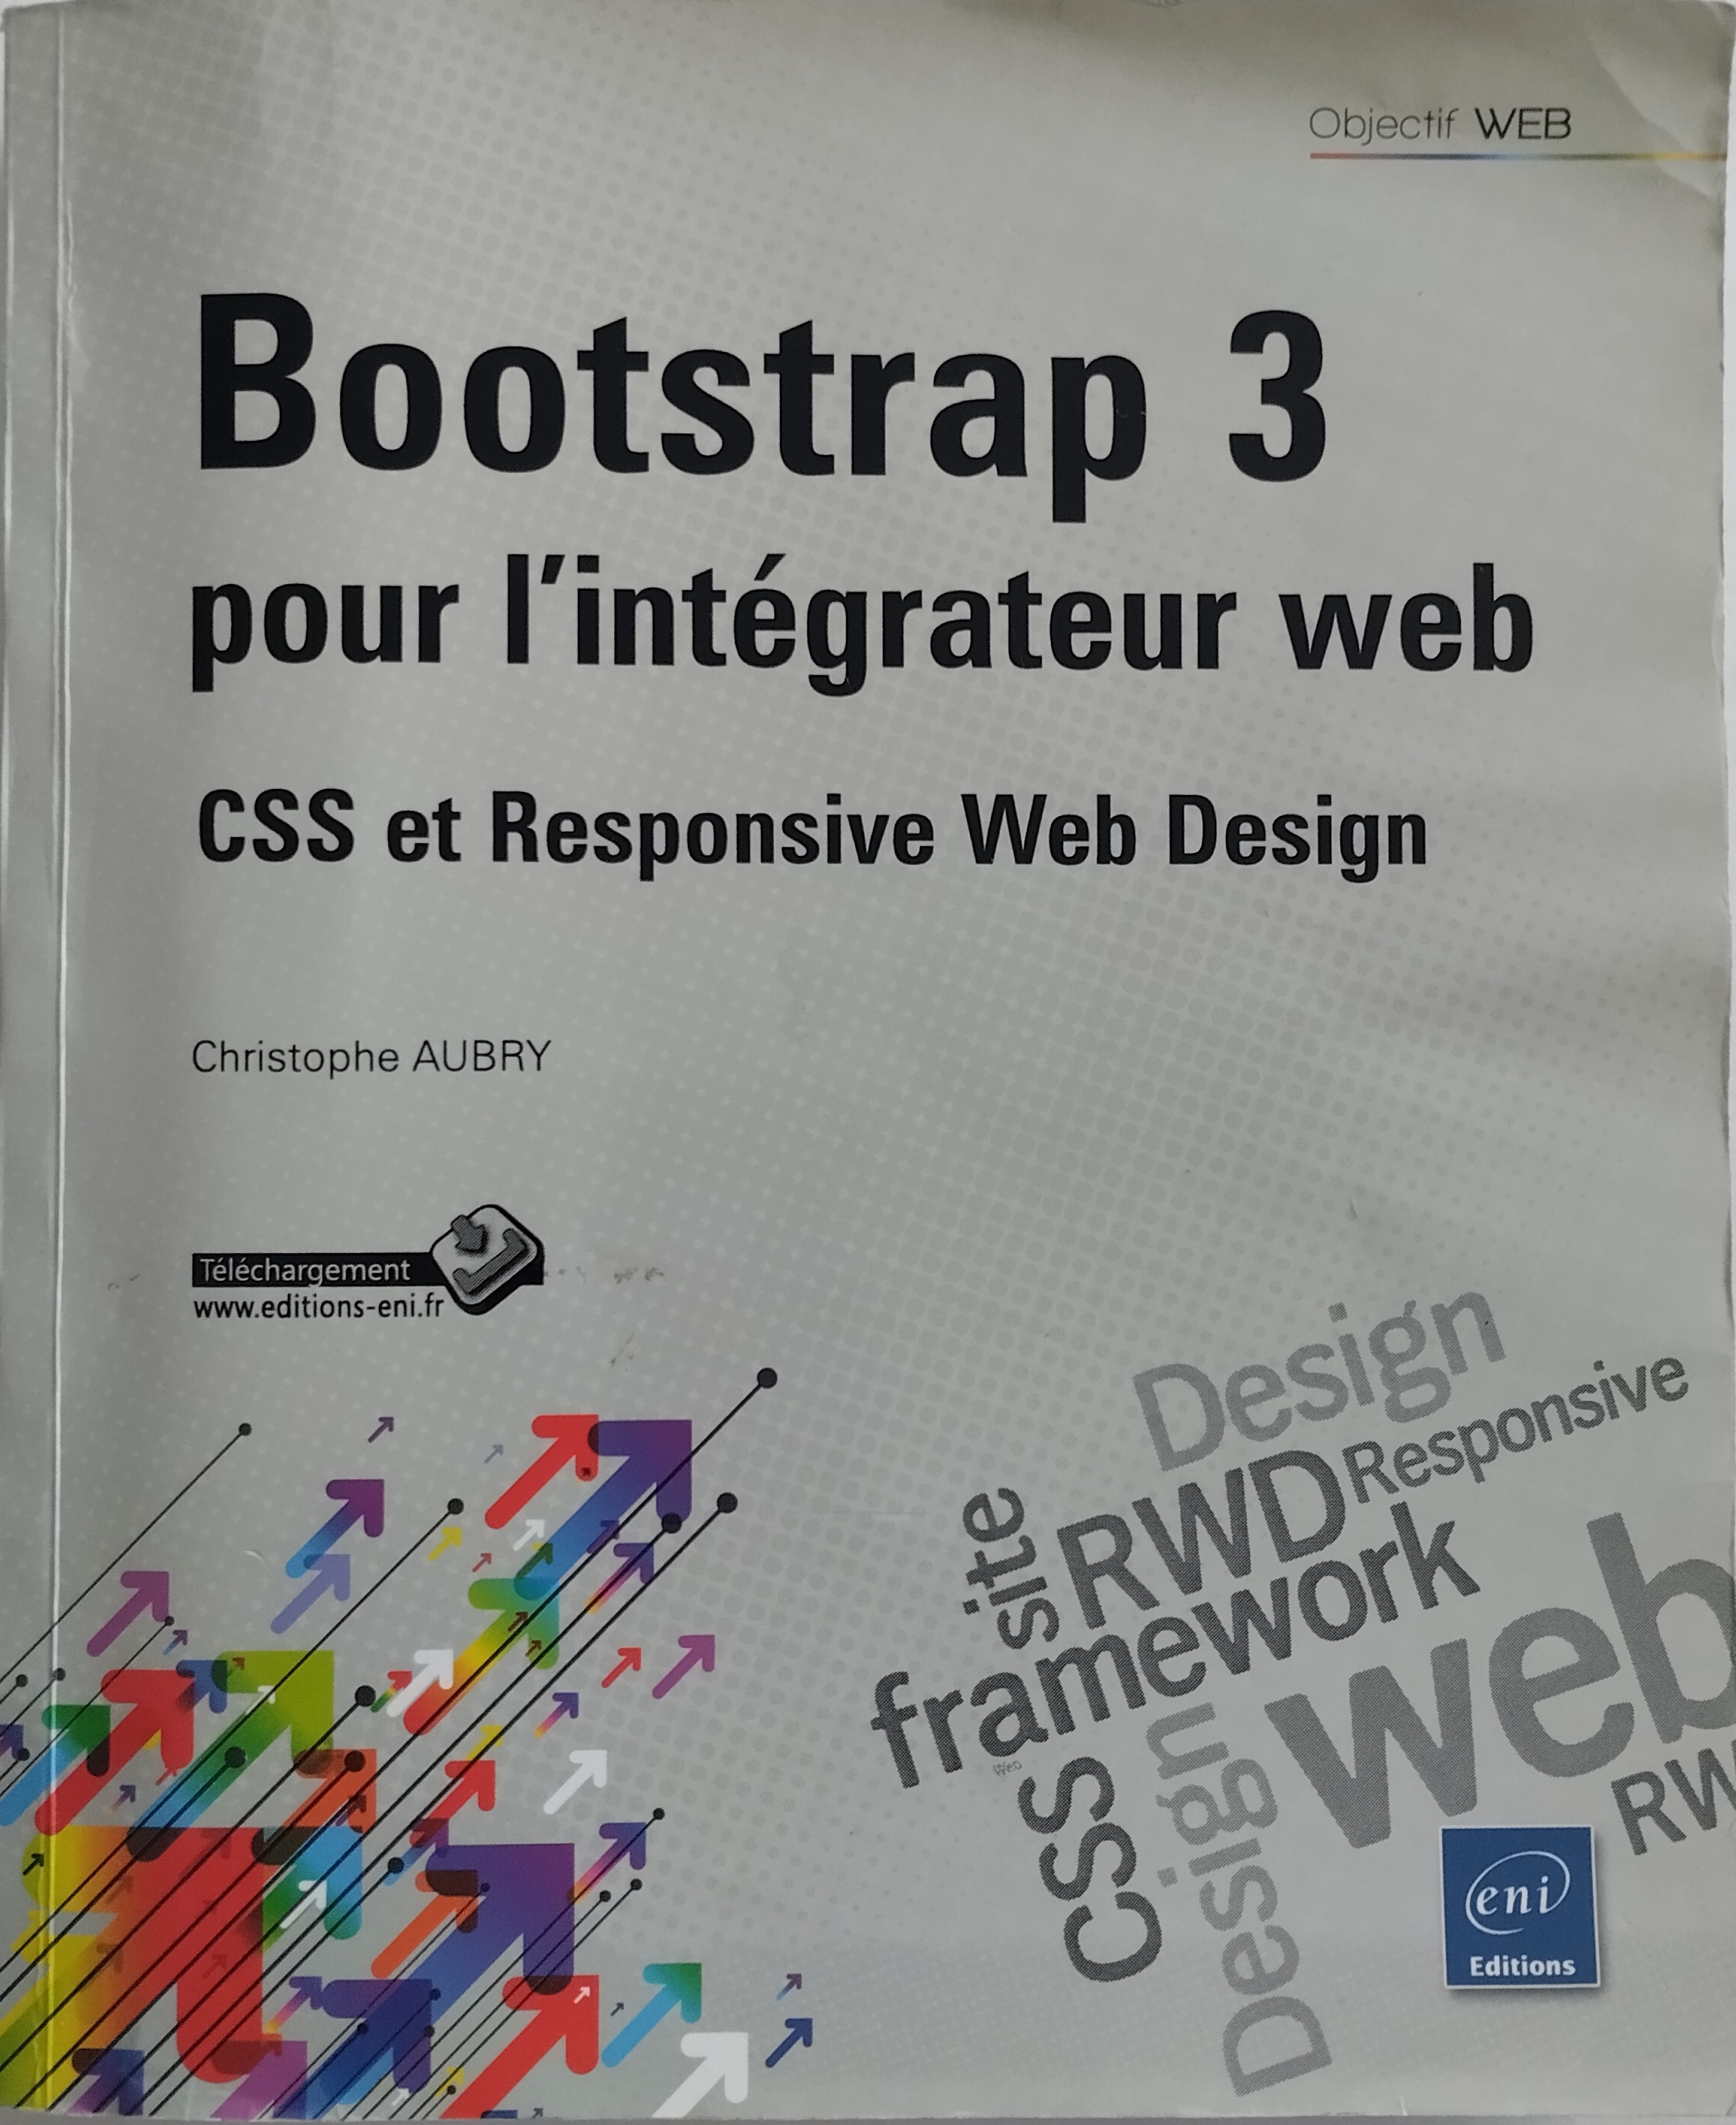 Objectif WEB
Bootstrap 3
pour l'intégrateur web
CSS et Responsive Web Design
Christophe AUBRY
Téléchargement
www.editions-eni.fr
Design
Responsive
RWD
site
framework
web
CSS
Design
RW
eni
Editions